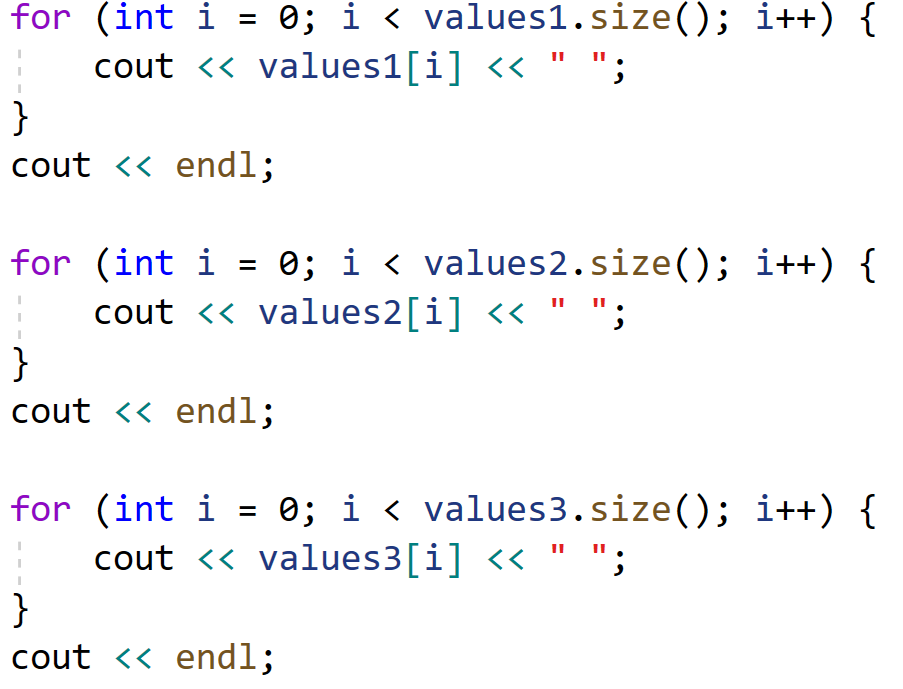 for (int i = 0; i < values1.size(); i++) {
    cout << values1[i] << " ";
}
cout << endl;

for (int i = 0; i < values2.size(); i++) {
    cout << values2[i] << " ";
}
cout << endl;

for (int i = 0; i < values3.size(); i++) {
    cout << values3[i] << " ";
}
cout << endl;